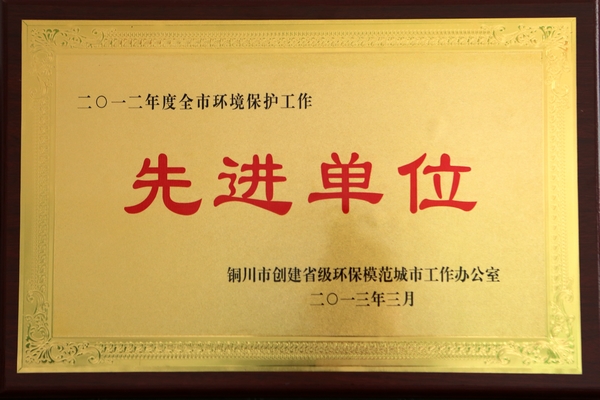 二〇一二年度全市环境保护工作
先进单位
铜川市创建省级环保模范城市工作办公室
二〇一三年三月